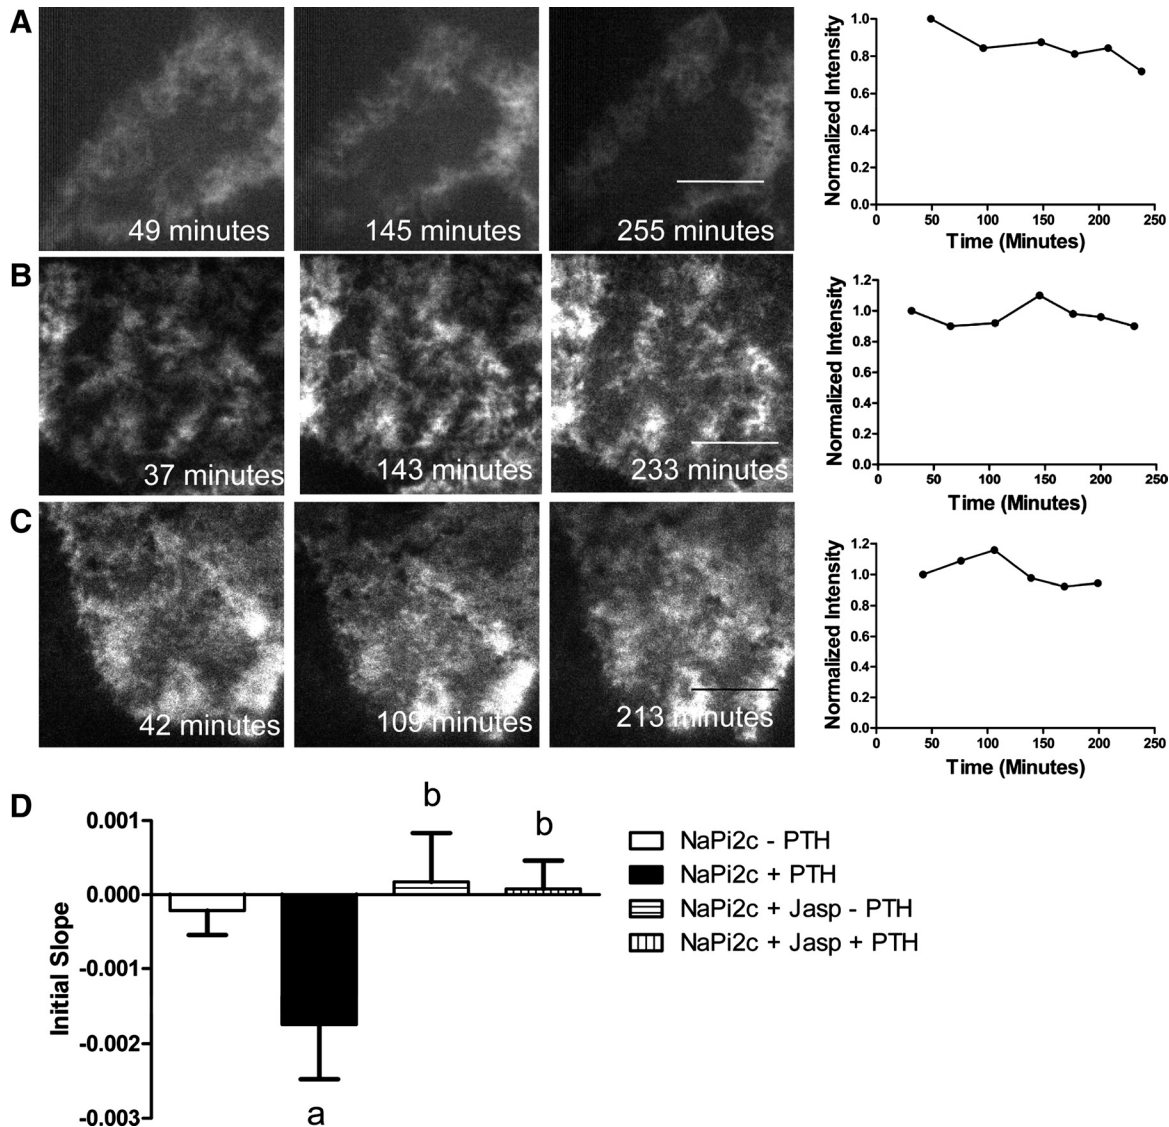 A
49 minutes
145 minutes
255 minutes
Normalized Intensity
1.0
0.8
0.6
0.4
0.2
0.0
0 50 100 150 200 250
Time (Minutes)
B
37 minutes
143 minutes
233 minutes
Normalized Intensity
1.2
1.0
0.8
0.6
0.4
0.2
0.0
0 50 100 150 200 250
Time (Minutes)
C
42 minutes
109 minutes
213 minutes
Normalized Intensity
1.2
1.0
0.8
0.6
0.4
0.2
0.0
0 50 100 150 200 250
Time (Minutes)
D
Initial Slope
0.001
0.000
-0.001
-0.002
-0.003
a
b
b
NaPi2c - PTH
NaPi2c + PTH
NaPi2c + Jasp - PTH
NaPi2c + Jasp + PTH